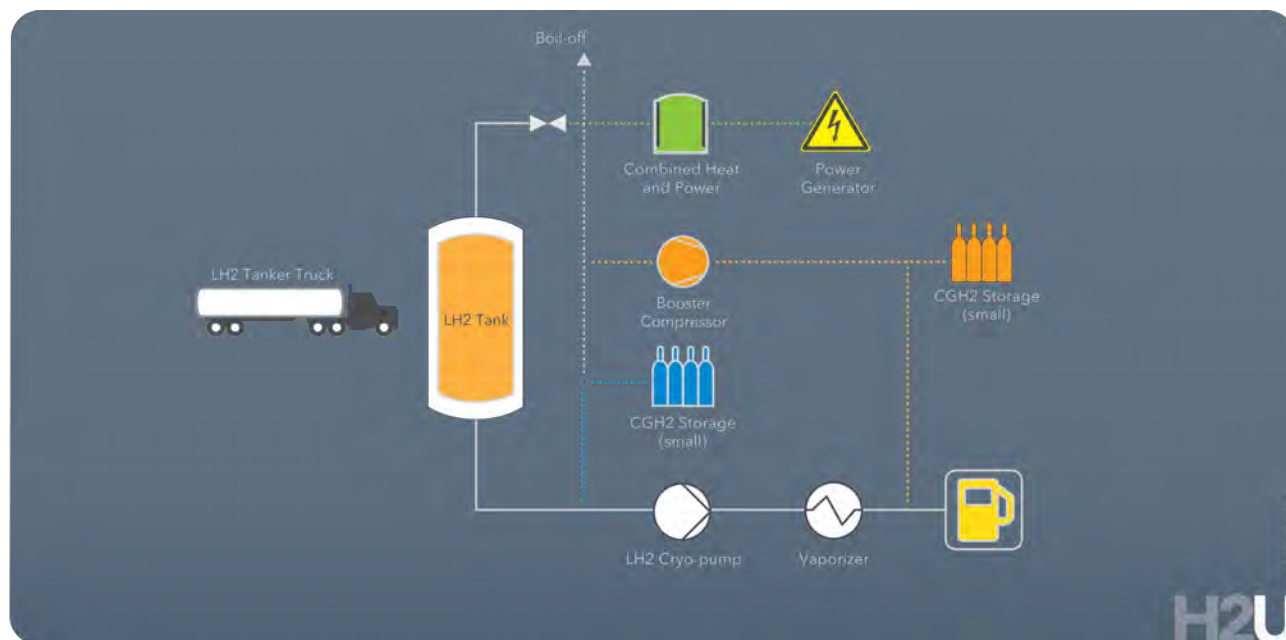 Boil-off
Combined Heat
and Power
Power
Generator
LH2 Tanker Truck
LH2 Tank
Booster
Compressor
CGH2 Storage
(small)
CGH2 Storage
(small)
LH2 Cryo-pump
Vaporizer
H2U